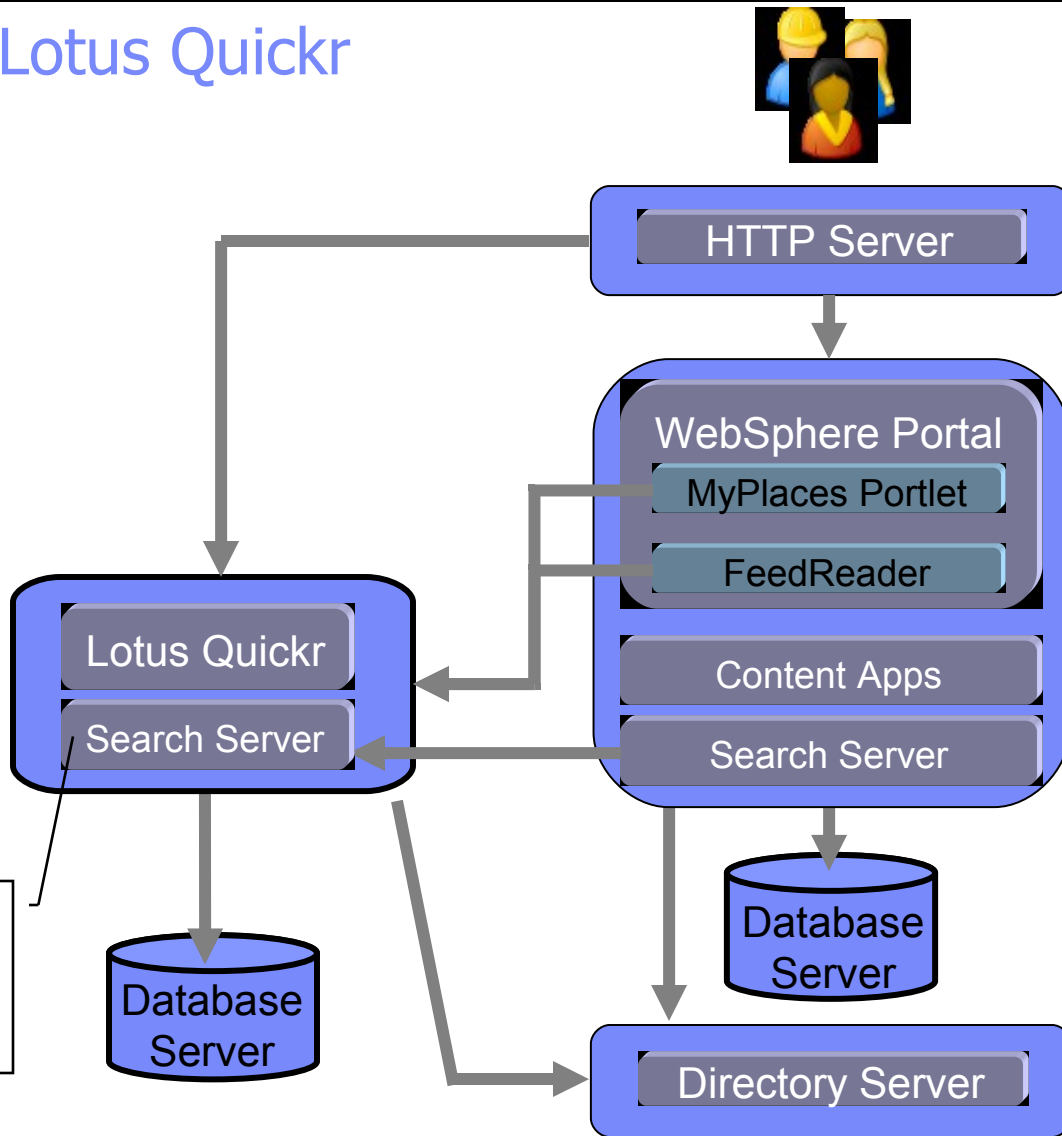 Lotus Quickr
HTTP Server
WebSphere Portal
MyPlaces Portlet
FeedReader
Content Apps
Search Server
Lotus Quickr
Search Server
Database
Server
Database
Server
Directory Server